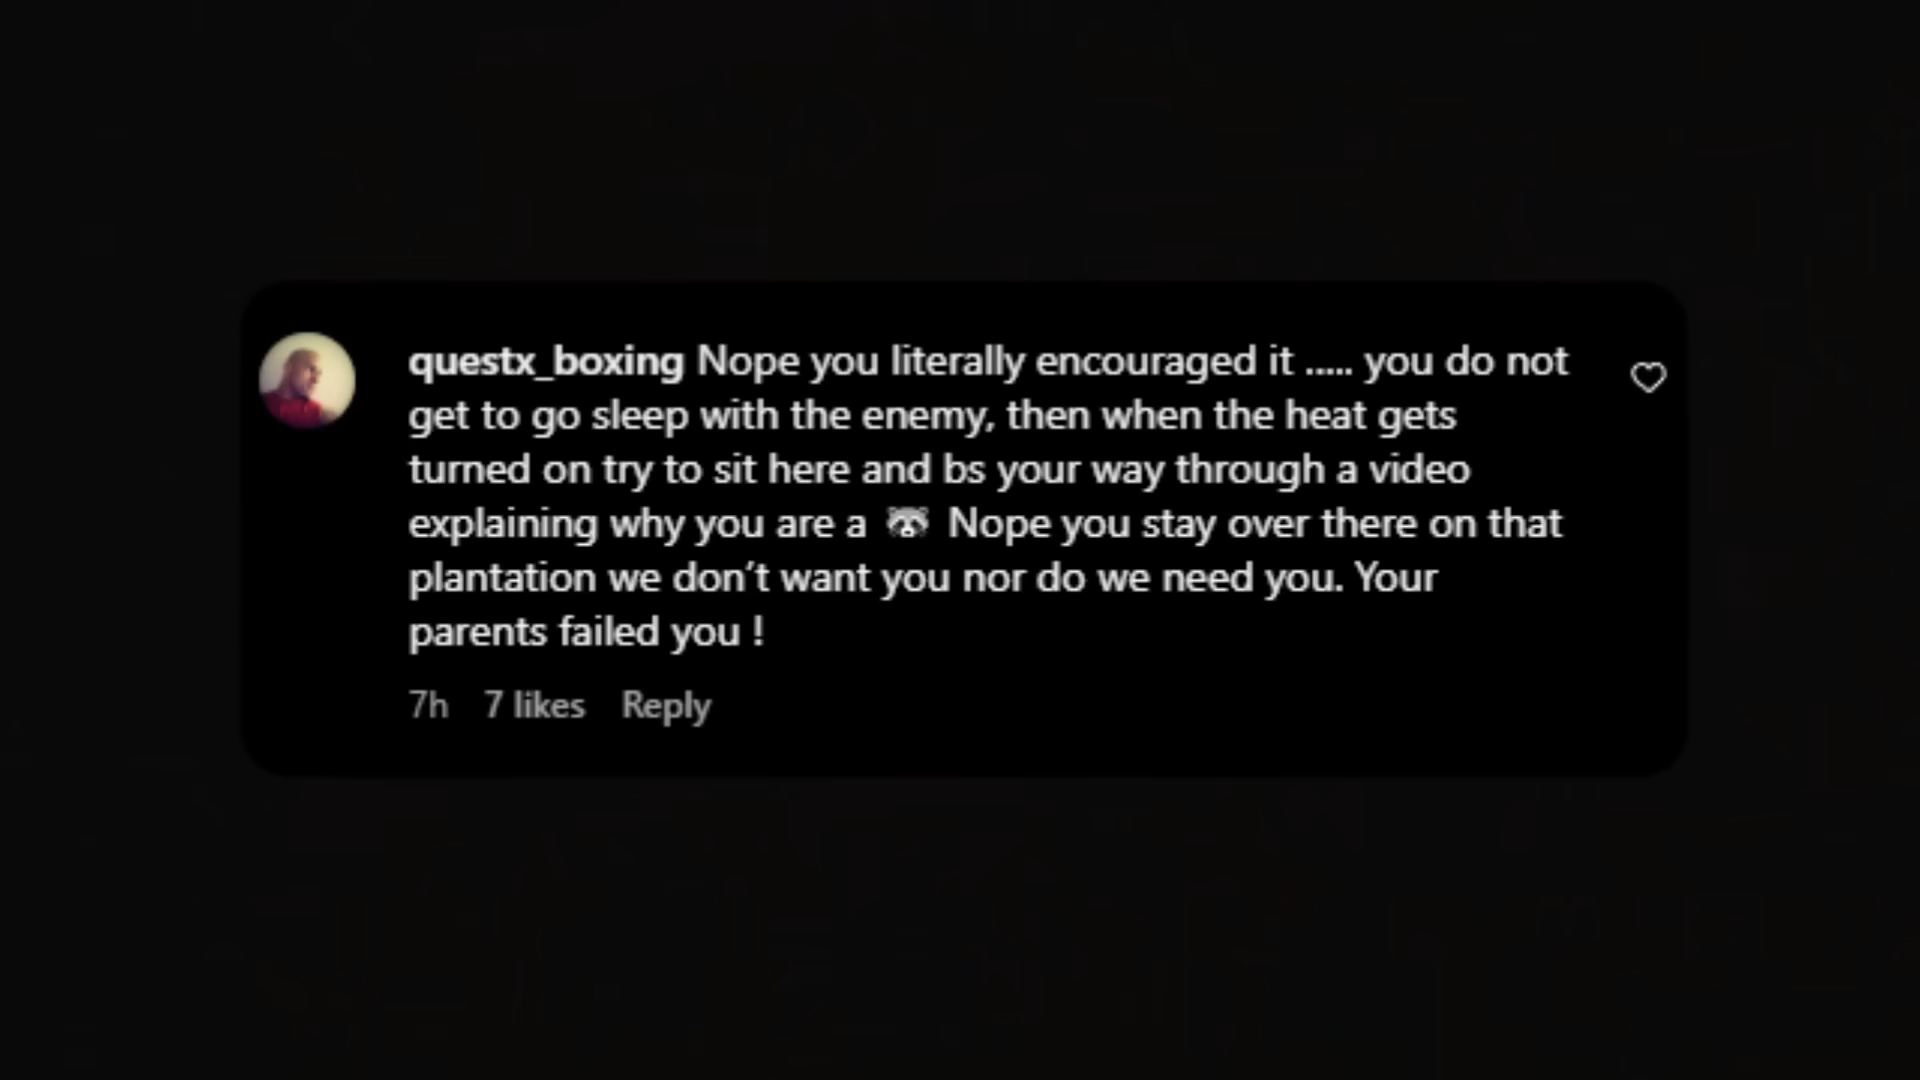 questx_boxing Nope you literally encouraged it ..... you do not
get to go sleep with the enemy, then when the heat gets
turned on try to sit here and bs your way through a video
explaining why you are a 🦝 Nope you stay over there on that
plantation we don’t want you nor do we need you. Your
parents failed you !
7h 7 likes Reply